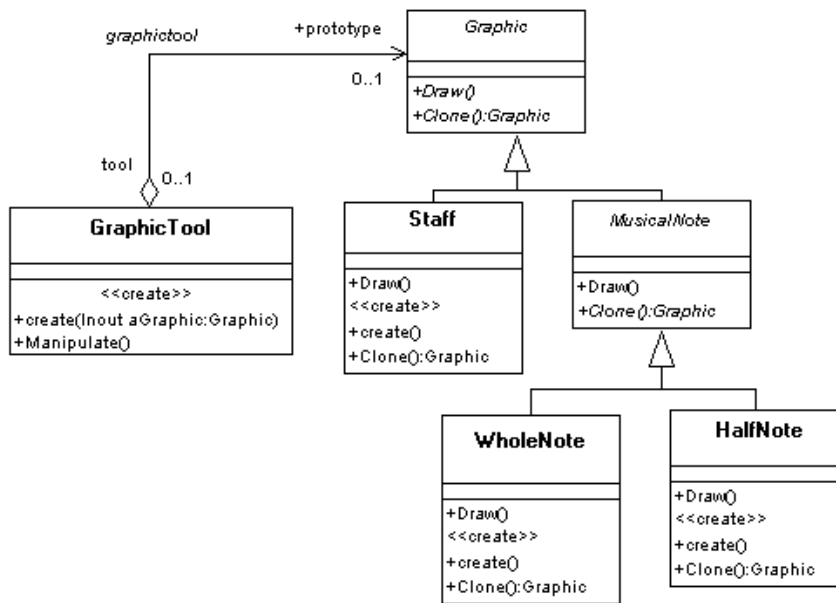 graphictool
+prototype
0..1
tool
0..1
Graphic
+Draw()
+Clone():Graphic
GraphicTool
<<create>>
+create(Inout aGraphic:Graphic)
+Manipulate()
Staff
+Draw()
<<create>>
+create()
+Clone():Graphic
MusicalNote
+Draw()
+Clone():Graphic
WholeNote
+Draw()
<<create>>
+create()
+Clone():Graphic
HalfNote
+Draw()
<<create>>
+create()
+Clone():Graphic